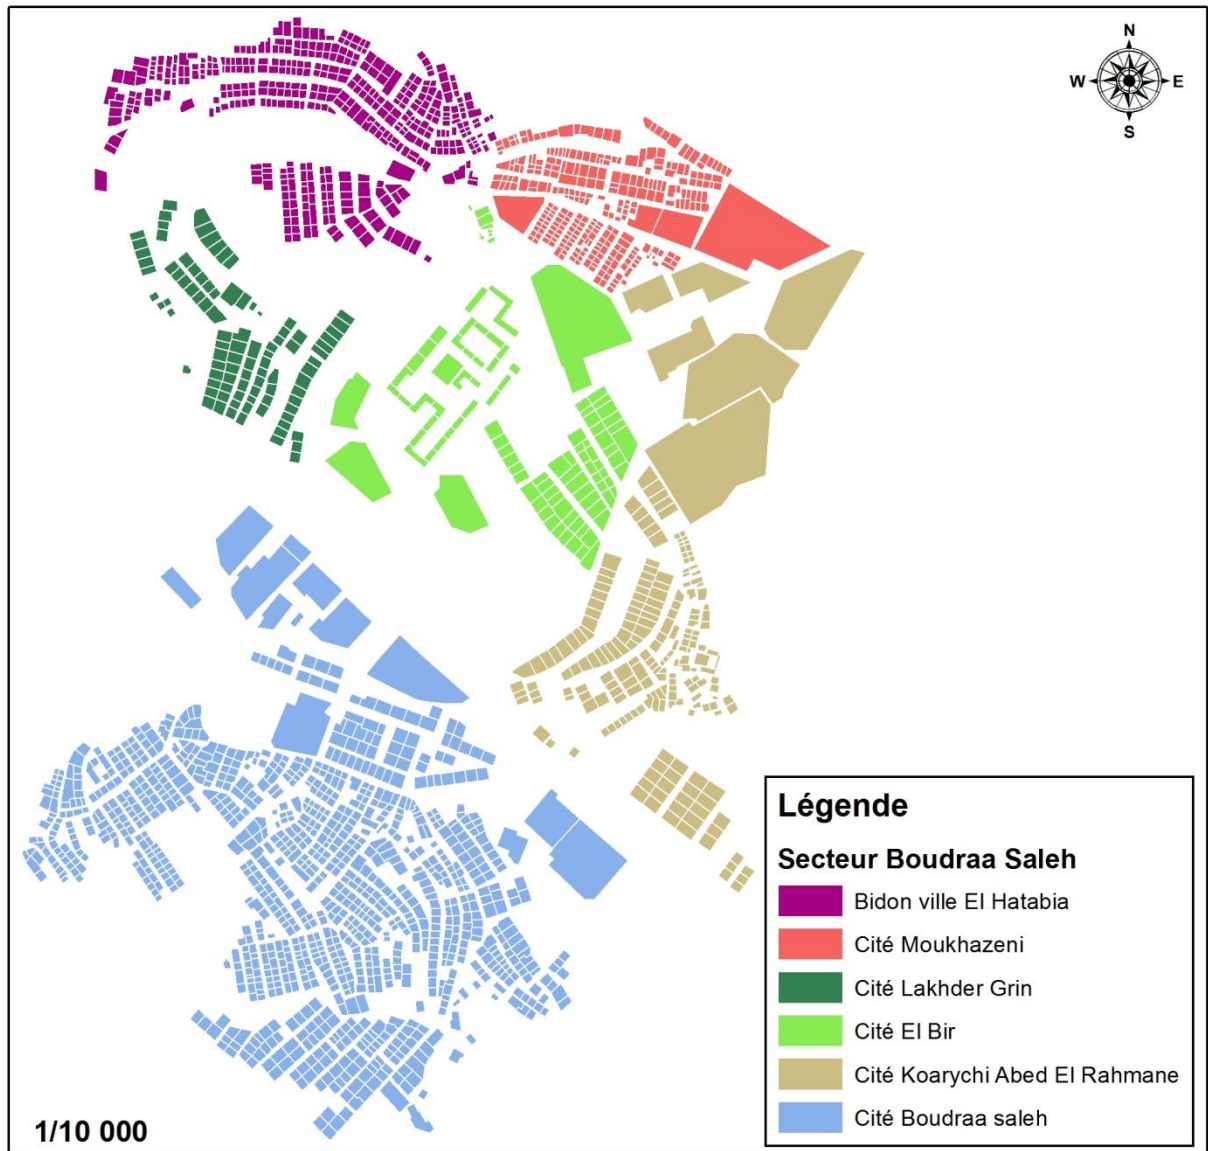 N
W E
S
Légende
Secteur Boudraa Saleh
Bidon ville El Hatabia
Cité Moukhazeni
Cité Lakhder Grin
Cité El Bir
Cité Koarychi Abed El Rahmane
Cité Boudraa saleh
1/10 000